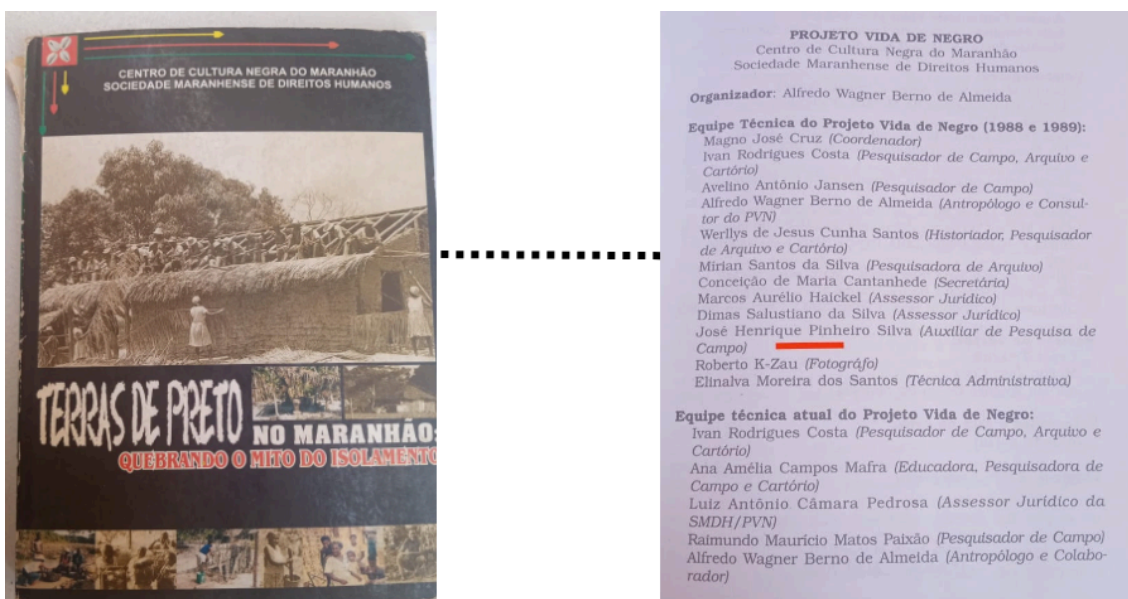 CENTRO DE CULTURA NEGRA DO MARANHÃO
SOCIEDADE MARANHENSE DE DIREITOS HUMANOS
TERRAS DE PRETO
NO MARANHÃO:
QUEBRANDO O MITO DO ISOLAMENTO
PROJETO VIDA DE NEGRO
Centro de Cultura Negra do Maranhão
Sociedade Maranhense de Direitos Humanos
Organizador: Alfredo Wagner Berno de Almeida
Equipe Técnica do Projeto Vida de Negro (1988 e 1989):
Magno José Cruz (Coordenador)
Ivan Rodrigues Costa (Pesquisador de Campo, Arquivo e
Cartório)
Avelino Antônio Jansen (Pesquisador de Campo)
Alfredo Wagner Berno de Almeida (Antropólogo e Consul-
tor do PVN)
Werllys de Jesus Cunha Santos (Historiador, Pesquisador
de Arquivo e Cartório)
Mirian Santos da Silva (Pesquisadora de Arquivo)
Conceição de Maria Cantanhede (Secretária)
Marcos Aurélio Haickel (Assessor Jurídico)
Dimas Salustiano da Silva (Assessor Jurídico)
José Henrique Pinheiro Silva (Auxiliar de Pesquisa de
Campo)
Roberto K-Zau (Fotográfo)
Elinalva Moreira dos Santos (Técnica Administrativa)
Equipe técnica atual do Projeto Vida de Negro:
Ivan Rodrigues Costa (Pesquisador de Campo, Arquivo e
Cartório)
Ana Amélia Campos Mafra (Educadora, Pesquisadora de
Campo e Cartório)
Luiz Antônio Câmara Pedrosa (Assessor Jurídico da
SMDH/PVN)
Raimundo Maurício Matos Paixão (Pesquisador de Campo)
Alfredo Wagner Berno de Almeida (Antropólogo e Colabo-
rador)